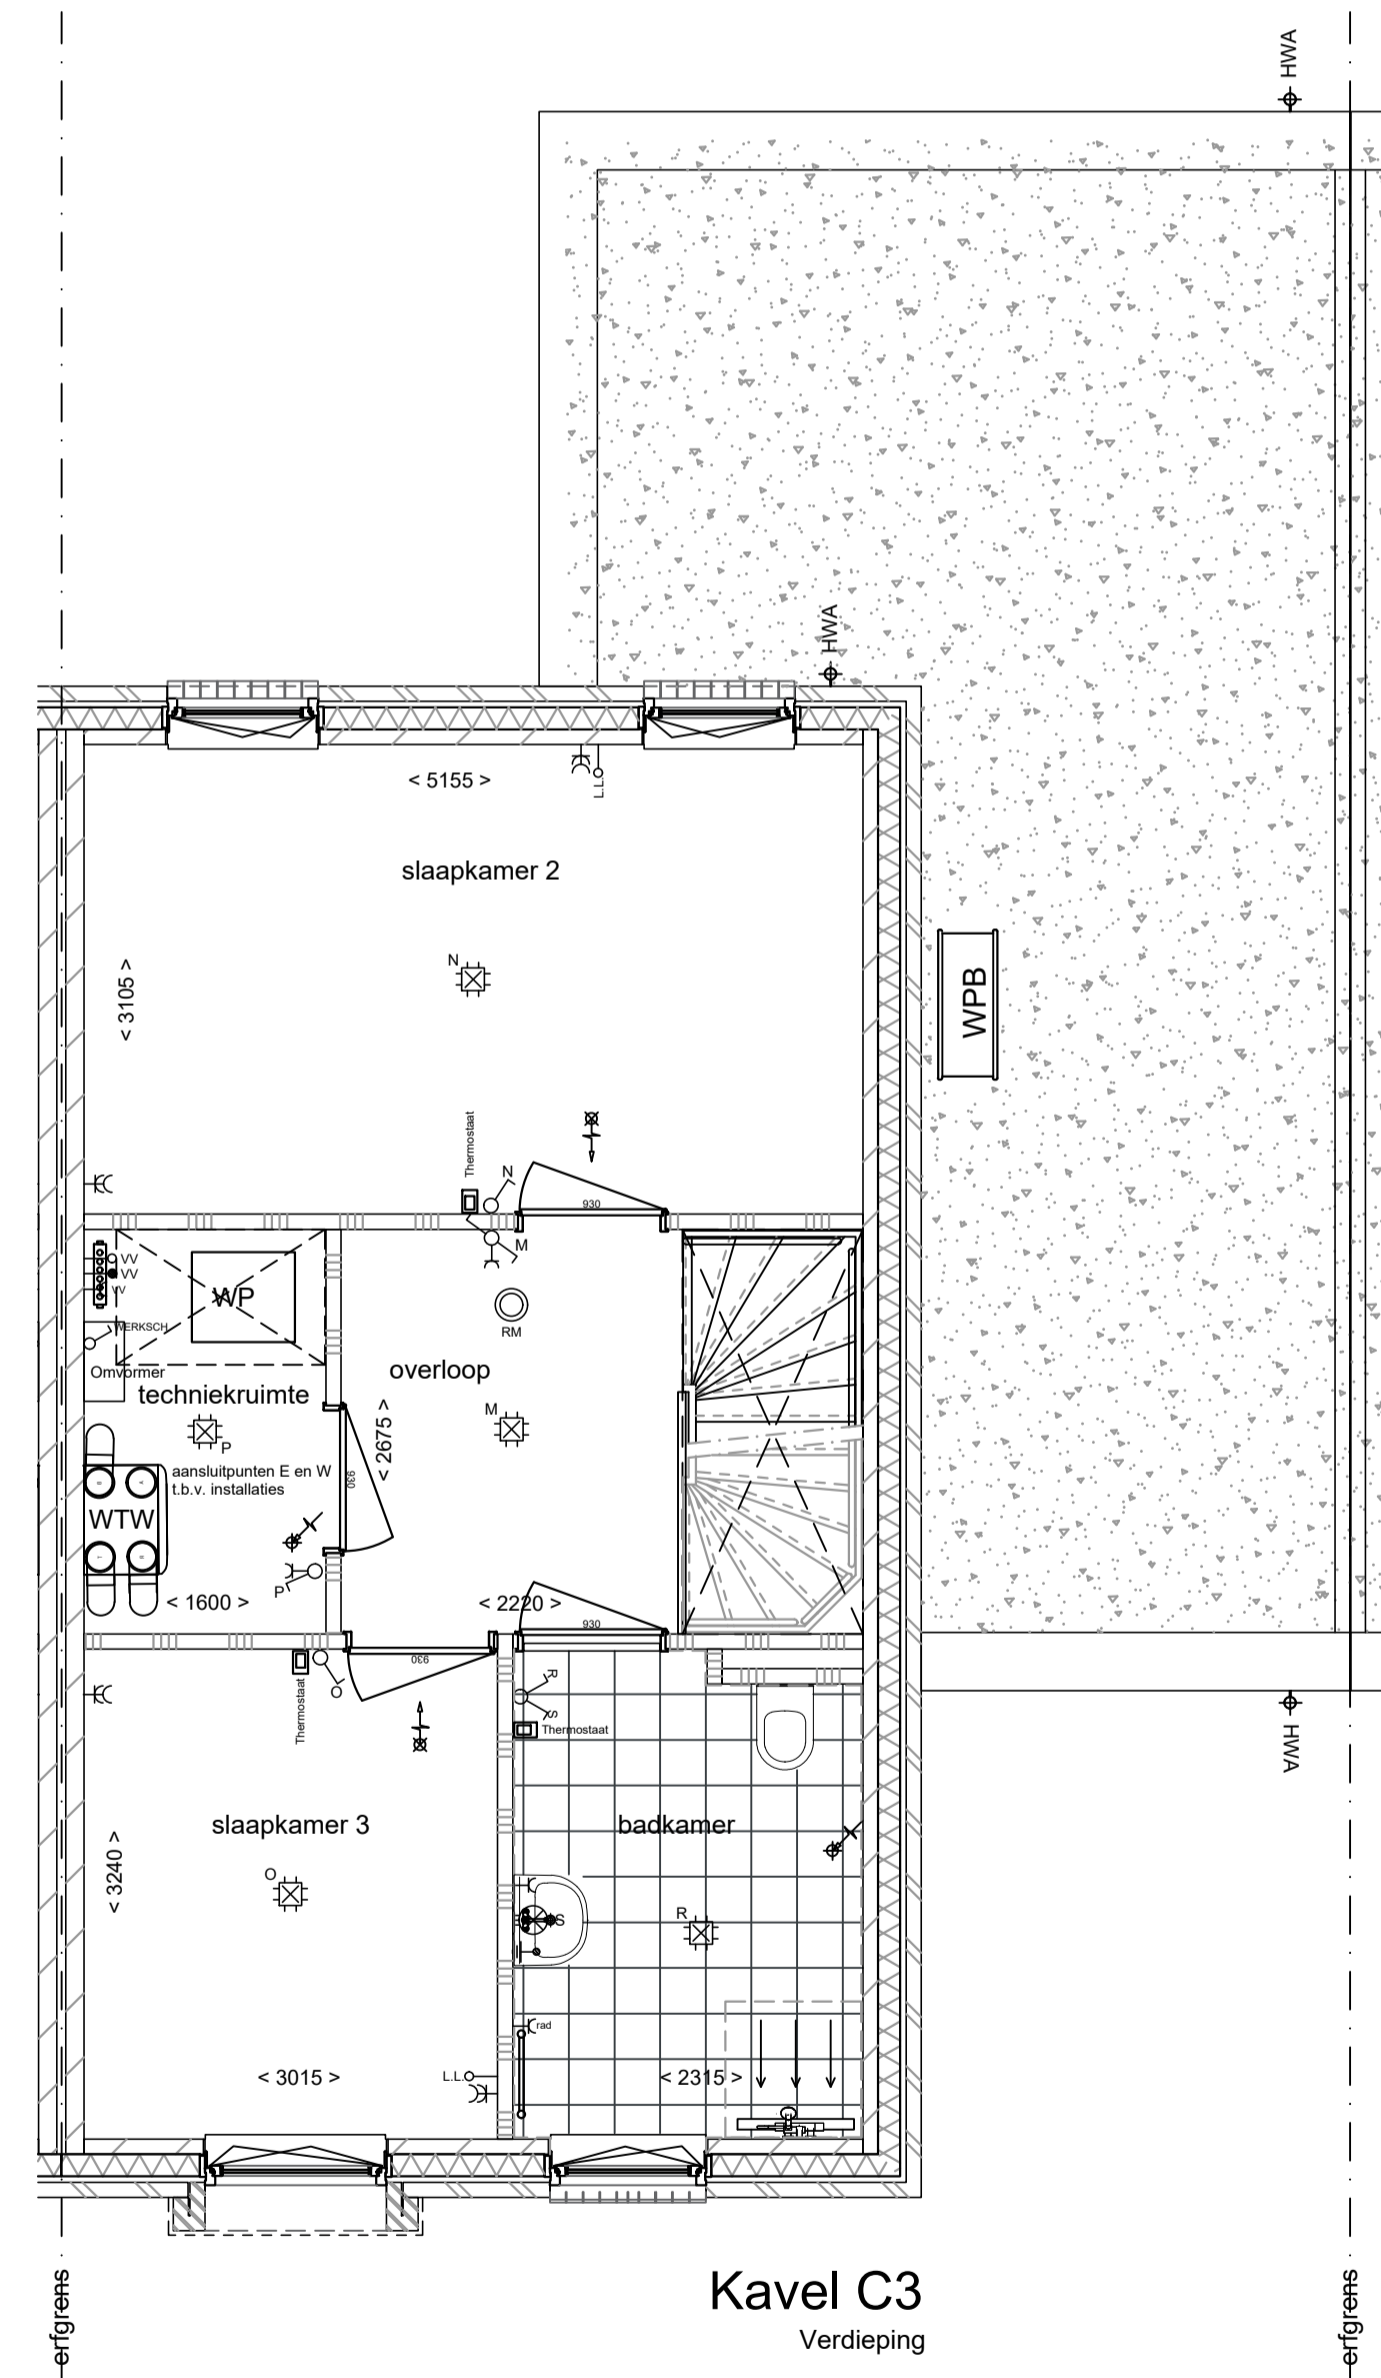 HWA
HWA
< 5155 >
L.L.
slaapkamer 2
N
< 3105 >
WPB
Thermostaat
N
930
M
VV
VV
VV
WP
RM
WERKSCH
Omvormer
overloop
techniekruimte
M
P
< 2675 >
930
aansluitpunten E en W
t.b.v. installaties
WTW
P
< 1600 >
< 2220 >
930
930
O
Thermostaat
R
S
Thermostaat
HWA
slaapkamer 3
badkamer
< 3240 >
O
S
R
rad
< 3015 >
L.L.
< 2315 >
Kavel C3
Verdieping
erfgrens
erfgrens